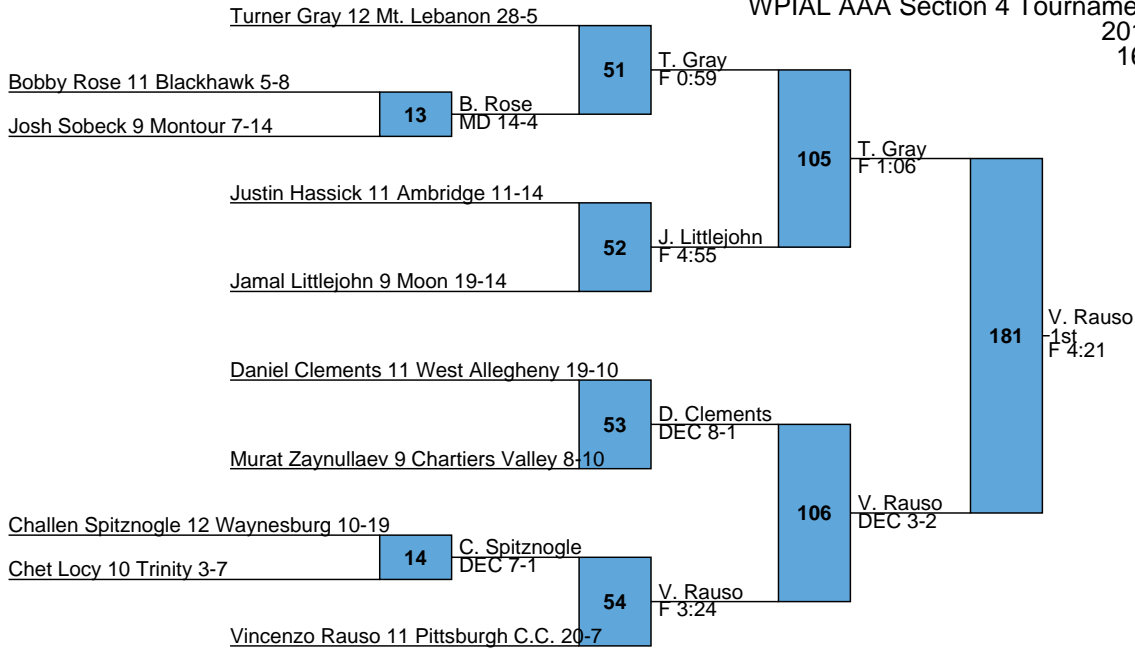 WPIAL AAA Section 4 Tourname
201
16
Turner Gray 12 Mt. Lebanon 28-5
51
T. Gray
F 0:59
Bobby Rose 11 Blackhawk 5-8
13
B. Rose
MD 14-4
Josh Sobeck 9 Montour 7-14
105
T. Gray
F 1:06
Justin Hassick 11 Ambridge 11-14
52
J. Littlejohn
F 4:55
Jamal Littlejohn 9 Moon 19-14
181
V. Rauso
1st
F 4:21
Daniel Clements 11 West Allegheny 19-10
53
D. Clements
DEC 8-1
Murat Zaynullaev 9 Chartiers Valley 8-10
106
V. Rauso
DEC 3-2
Challen Spitznogle 12 Waynesburg 10-19
14
C. Spitznogle
DEC 7-1
Chet Locy 10 Trinity 3-7
54
V. Rauso
F 3:24
Vincenzo Rauso 11 Pittsburgh C.C. 20-7